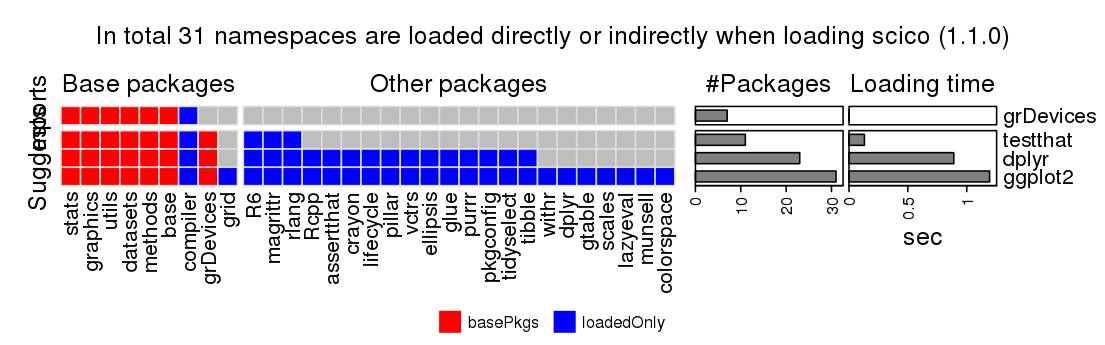 In total 31 namespaces are loaded directly or indirectly when loading scico (1.1.0)
Base packages
Other packages
#Packages
Loading time
Imports
Suggests
grDevices
testthat
dplyr
ggplot2
stats
graphics
utils
datasets
methods
base
compiler
grDevices
grid
R6
magrittr
rlang
Rcpp
assertthat
crayon
lifecycle
pillar
vctrs
ellipsis
glue
purrr
pkgconfig
tidyselect
tibble
withr
dplyr
gtable
scales
lazyeval
munsell
colorspace
0
10
20
30
0
0.5
1
sec
basePkgs
loadedOnly